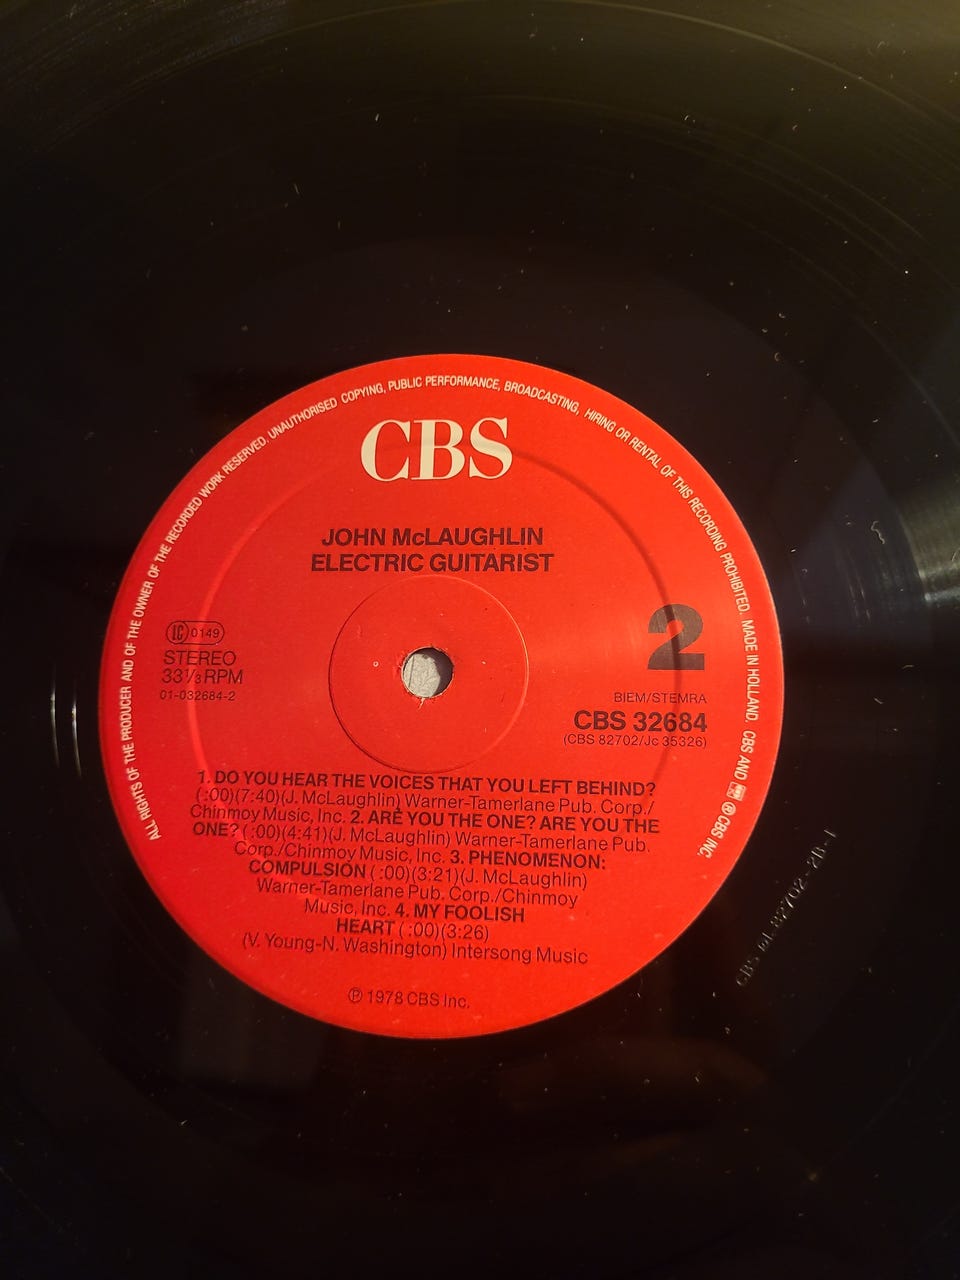 ALL RIGHTS OF THE PRODUCER AND OF THE OWNER OF THE RECORDED WORK RESERVED. UNAUTHORISED COPYING, PUBLIC PERFORMANCE, BROADCASTING, HIRING OR RENTAL OF THIS RECORDING PROHIBITED. MADE IN HOLLAND. CBS AND ℗ CBS INC.
CBS
JOHN McLAUGHLIN
ELECTRIC GUITARIST
2
LC 0149
STEREO
33⅓ RPM
01-032684-2
BIEM/STEMRA
CBS 32684
(CBS 82702/Jc 35326)
1. DO YOU HEAR THE VOICES THAT YOU LEFT BEHIND?
( :00)(7:40)(J. McLaughlin) Warner-Tamerlane Pub. Corp./
Chinmoy Music, Inc. 2. ARE YOU THE ONE? ARE YOU THE
ONE? ( :00)(4:41)(J. McLaughlin) Warner-Tamerlane Pub.
Corp./Chinmoy Music, Inc. 3. PHENOMENON:
COMPULSION ( :00)(3:21)(J. McLaughlin)
Warner-Tamerlane Pub. Corp./Chinmoy
Music, Inc. 4. MY FOOLISH
HEART ( :00)(3:26)
(V. Young-N. Washington) Intersong Music
℗ 1978 CBS Inc.
82702-2B-1